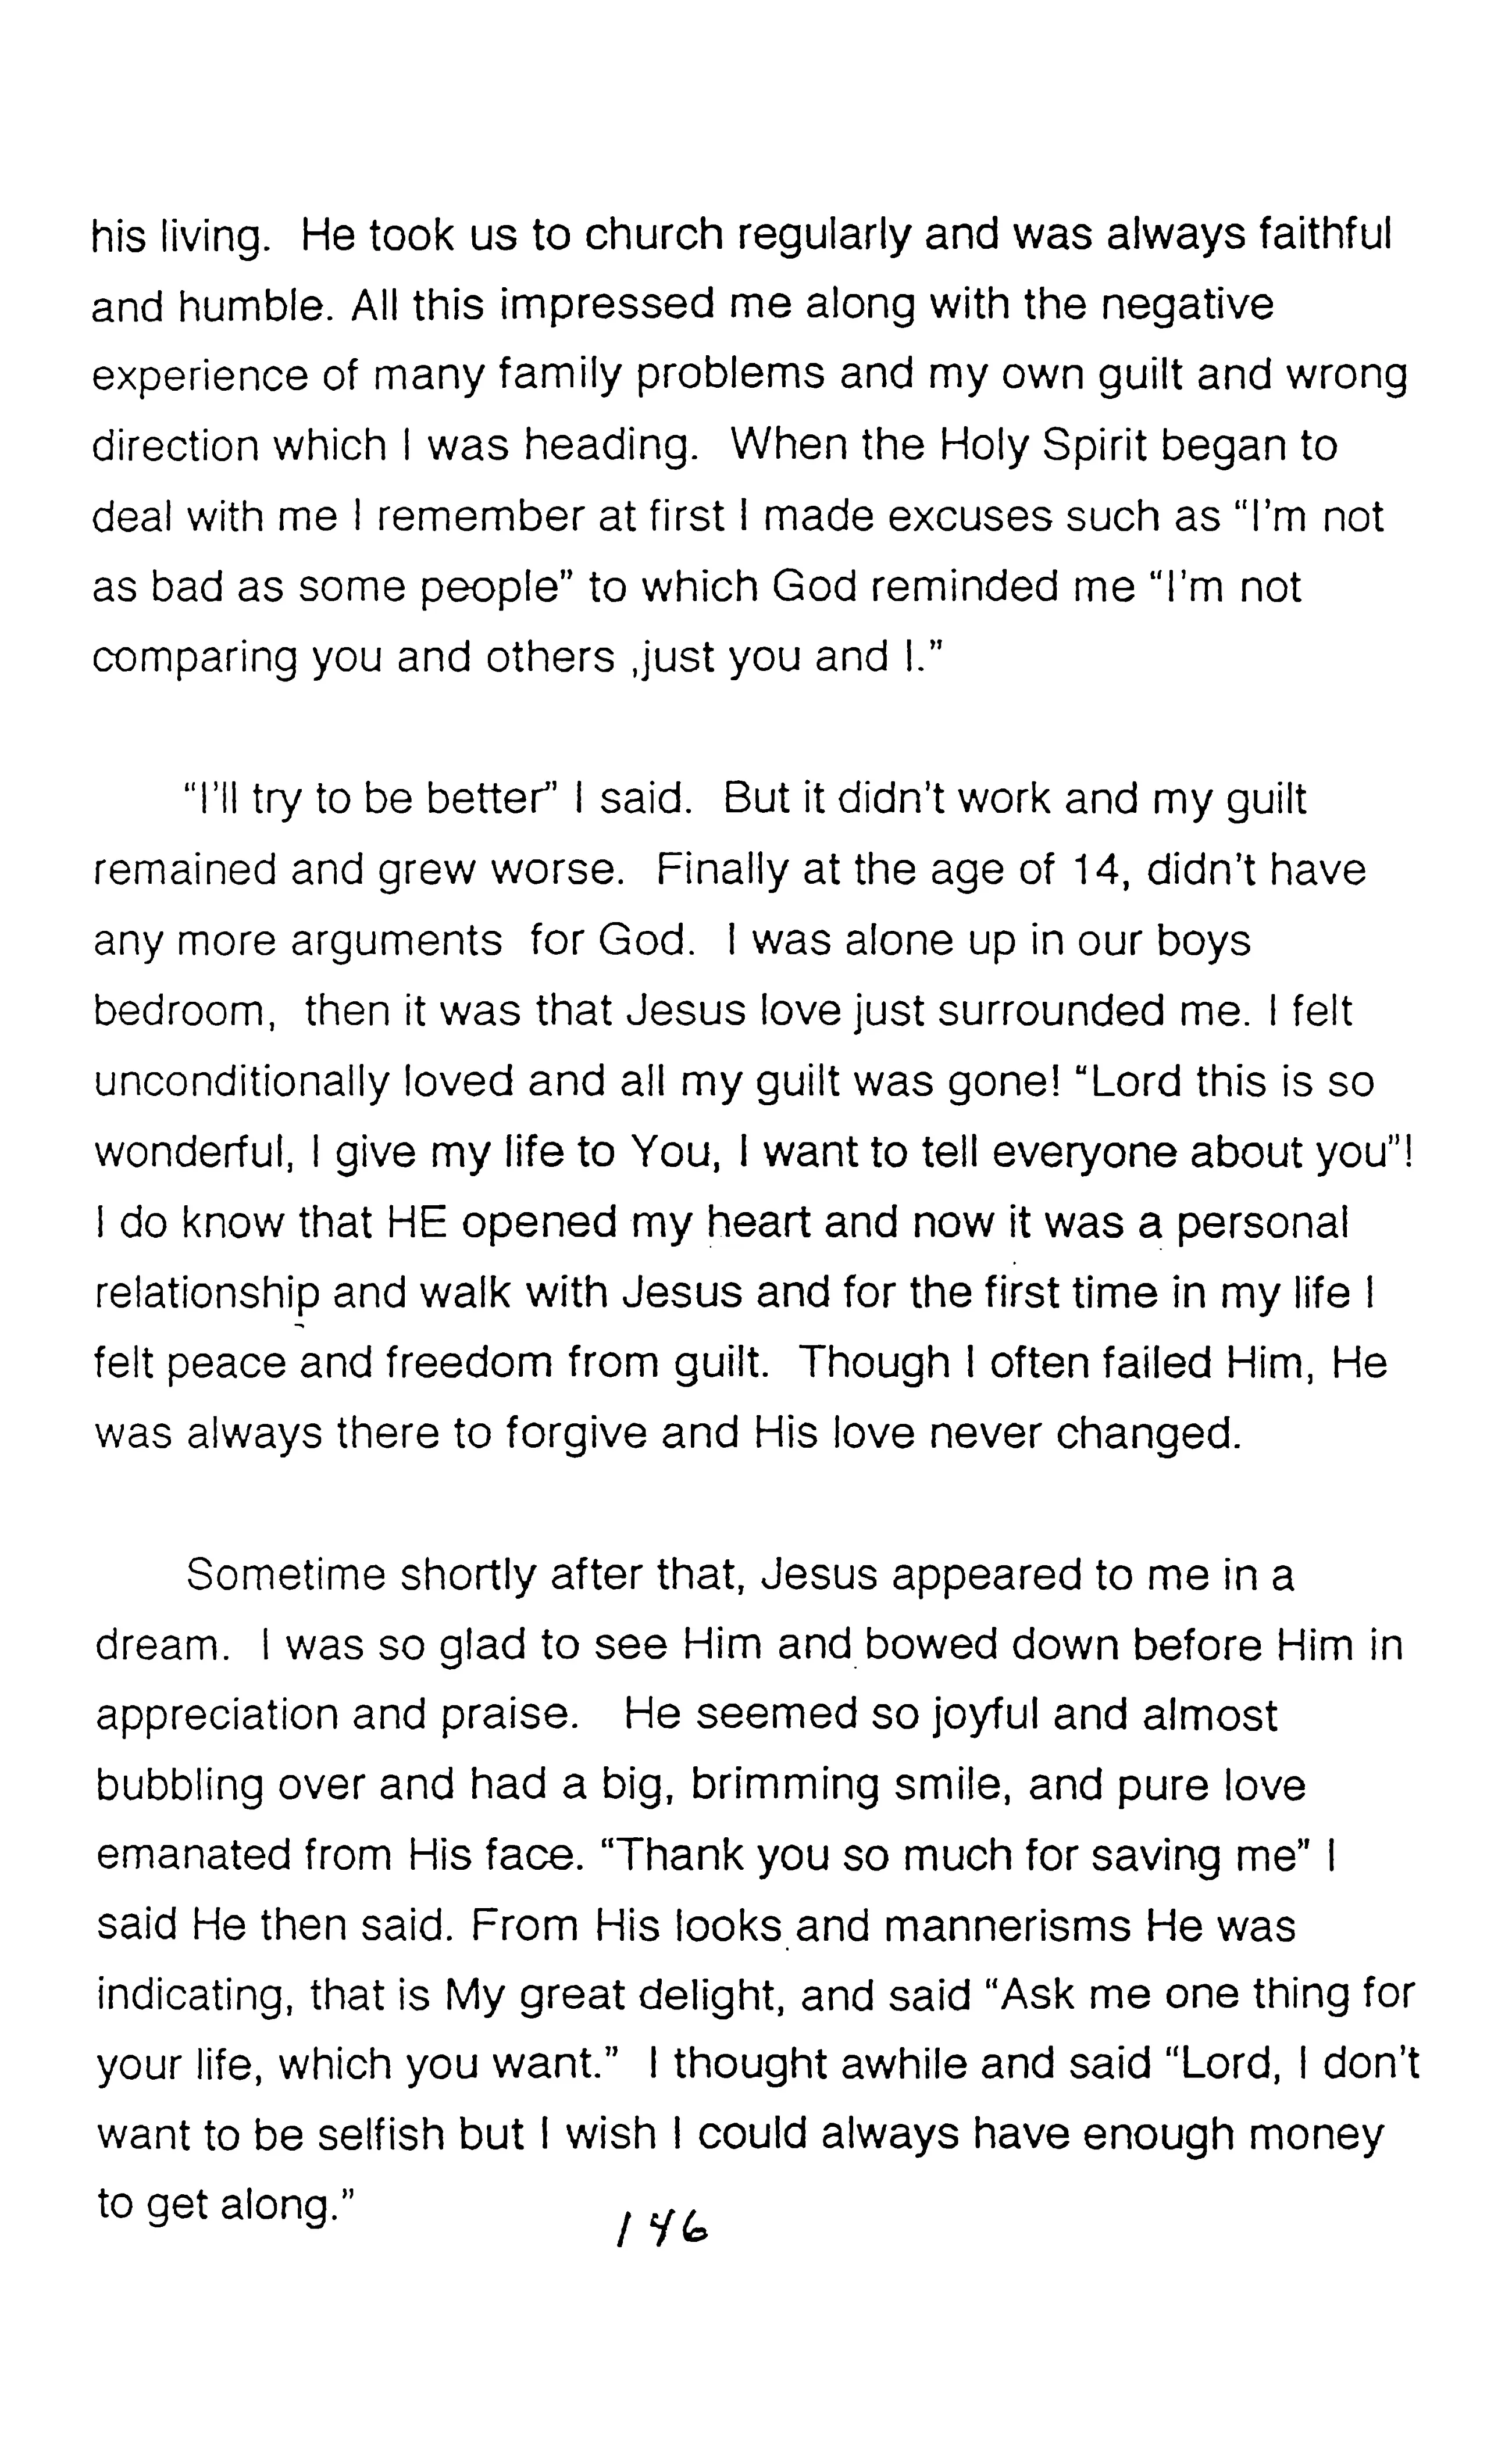 his living.  He took us to church regularly and was always faithful
and humble. All this impressed me along with the negative
experience of many family problems and my own guilt and wrong
direction which I was heading.  When the Holy Spirit began to
deal with me I remember at first I made excuses such as “I’m not
as bad as some people” to which God reminded me “I’m not
comparing you and others ,just you and I.”
“I’ll try to be better” I said.  But it didn’t work and my guilt
remained and grew worse.  Finally at the age of 14, didn’t have
any more arguments  for God.  I was alone up in our boys
bedroom,  then it was that Jesus love just surrounded me. I felt
unconditionally loved and all my guilt was gone! “Lord this is so
wonderful, I give my life to You, I want to tell everyone about you”!
I do know that HE opened my heart and now it was a personal
relationship and walk with Jesus and for the first time in my life I
felt peace and freedom from guilt.  Though I often failed Him, He
was always there to forgive and His love never changed.
Sometime shortly after that, Jesus appeared to me in a
dream.  I was so glad to see Him and bowed down before Him in
appreciation and praise.   He seemed so joyful and almost
bubbling over and had a big, brimming smile, and pure love
emanated from His face. “Thank you so much for saving me” I
said He then said. From His looks and mannerisms He was
indicating, that is My great delight, and said “Ask me one thing for
your life, which you want.”  I thought awhile and said “Lord, I don’t
want to be selfish but I wish I could always have enough money
to get along.”
146